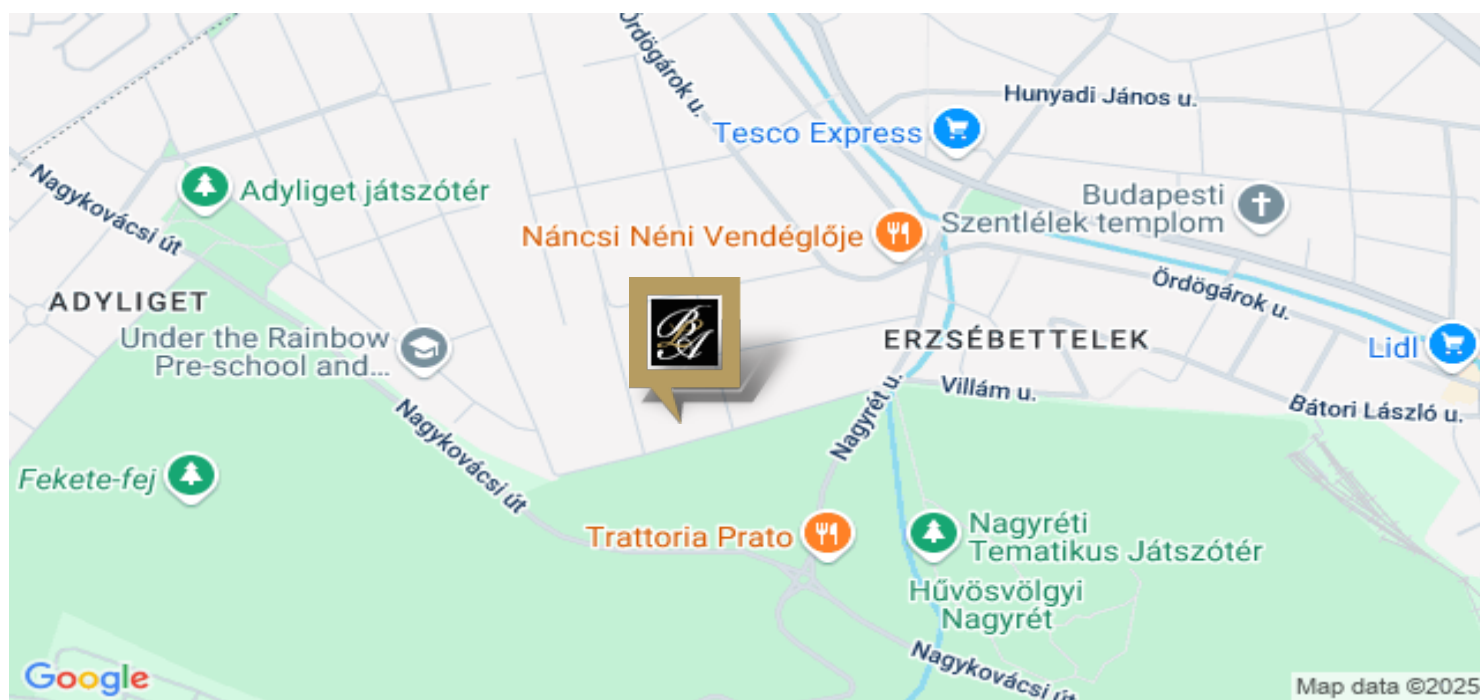 Ördögárok u.
Hunyadi János u.
Tesco Express
Nagykovácsi út
Adyliget játszótér
Budapesti
Szentlélek templom
Náncsi Néni Vendéglője
ADYLIGET
Ördögárok u.
Under the Rainbow
Pre-school and...
ERZSÉBETTELEK
Lidl
Villám u.
Bátori László u.
Nagyrét u.
Nagykovácsi út
Fekete-fej
Trattoria Prato
Nagyréti
Tematikus Játszótér
Hűvösvölgyi
Nagyrét
Nagykovácsi út
Google
Map data ©2025